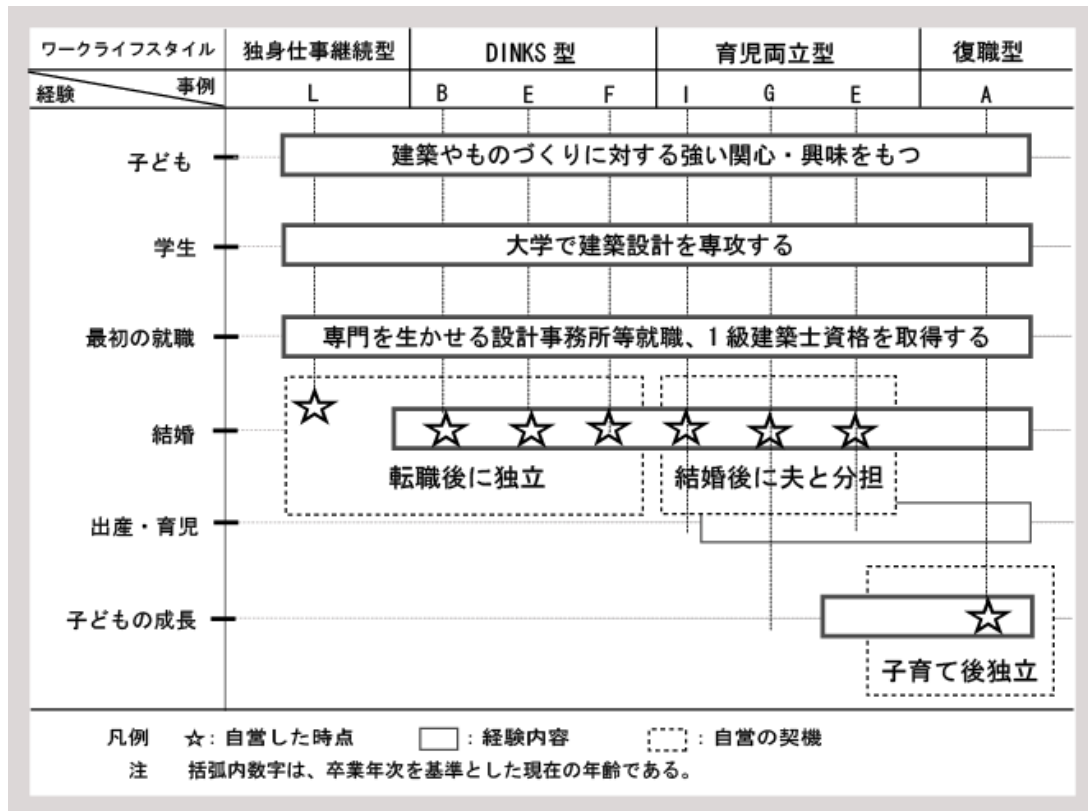 ワークライフスタイル 独身仕事継続型 DINKS 型 育児両立型 復職型
経験 事例 L B E F I G E A
子ども 建築やものづくりに対する強い関心・興味をもつ
学生 大学で建築設計を専攻する
最初の就職 専門を生かせる設計事務所等就職、1 級建築士資格を取得する
結婚
転職後に独立 結婚後に夫と分担
出産・育児
子どもの成長
子育て後独立
凡例 ☆: 自営した時点 : 経験内容 : 自営の契機
注 括弧内数字は、卒業年次を基準とした現在の年齢である。